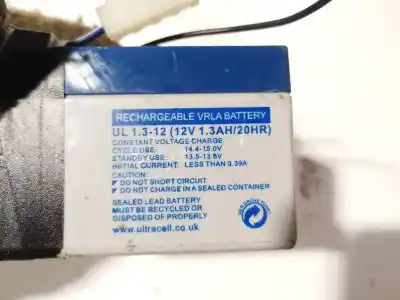 RECHARGEABLE VRLA BATTERY
UL 1.3-12 (12V 1.3AH/20HR)
CONSTANT VOLTAGE CHARGE
CYCLE USE: 14.4-15.0V
STANDBY USE: 13.5-13.8V
INITIAL CURRENT: LESS THAN 0.39A
CAUTION:
DO NOT SHORT CIRCUIT
DO NOT CHARGE IN A SEALED CONTAINER
SEALED LEAD BATTERY
MUST BE RECYCLED OR
DISPOSED OF PROPERLY
www.ultracell.co.uk